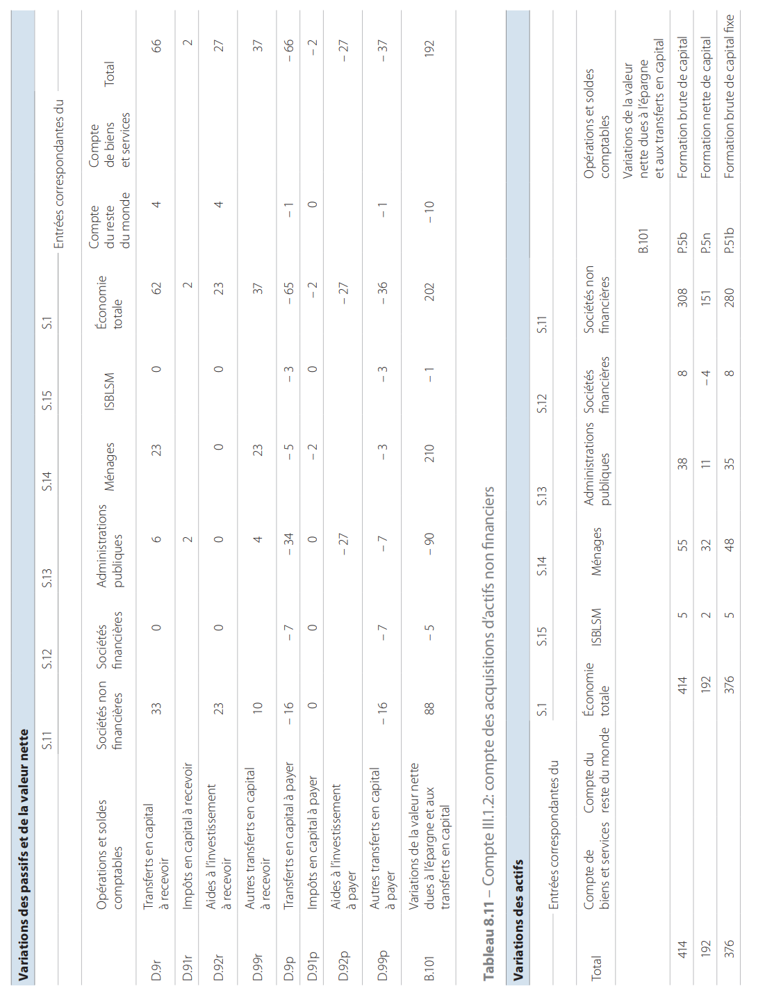 Variations des passifs et de la valeur nette
S.11 S.12 S.13 S.14 S.15 S.1 Entrées correspondantes du
Opérations et soldes comptables Sociétés non financières Sociétés financières Administrations publiques Ménages ISBLSM Économie totale Compte du reste du monde Compte de biens et services Total
D.9r Transferts en capital à recevoir 33 0 6 23 0 62 4 66
D.91r Impôts en capital à recevoir 2 2 2
D.92r Aides à l’investissement à recevoir 23 0 0 0 0 23 4 27
D.99r Autres transferts en capital à recevoir 10 4 23 37 37
D.9p Transferts en capital à payer – 16 – 7 – 34 – 5 – 3 – 65 – 1 – 66
D.91p Impôts en capital à payer 0 0 0 – 2 0 – 2 0 – 2
D.92p Aides à l’investissement à payer – 27 – 27 – 27
D.99p Autres transferts en capital à payer – 16 – 7 – 7 – 3 – 3 – 36 – 1 – 37
B.101 Variations de la valeur nette dues à l’épargne et aux transferts en capital 88 – 5 – 90 210 – 1 202 – 10 192
Tableau 8.11 – Compte III.1.2: compte des acquisitions d’actifs non financiers
Variations des actifs
Entrées correspondantes du S.1 S.15 S.14 S.13 S.12 S.11
Total Compte de biens et services Compte du reste du monde Économie totale ISBLSM Ménages Administrations publiques Sociétés financières Sociétés non financières Opérations et soldes comptables
B.101 Variations de la valeur nette dues à l’épargne et aux transferts en capital
414 414 5 55 38 8 308 P.5b Formation brute de capital
192 192 2 32 11 – 4 151 P.5n Formation nette de capital
376 376 5 48 35 8 280 P.51b Formation brute de capital fixe